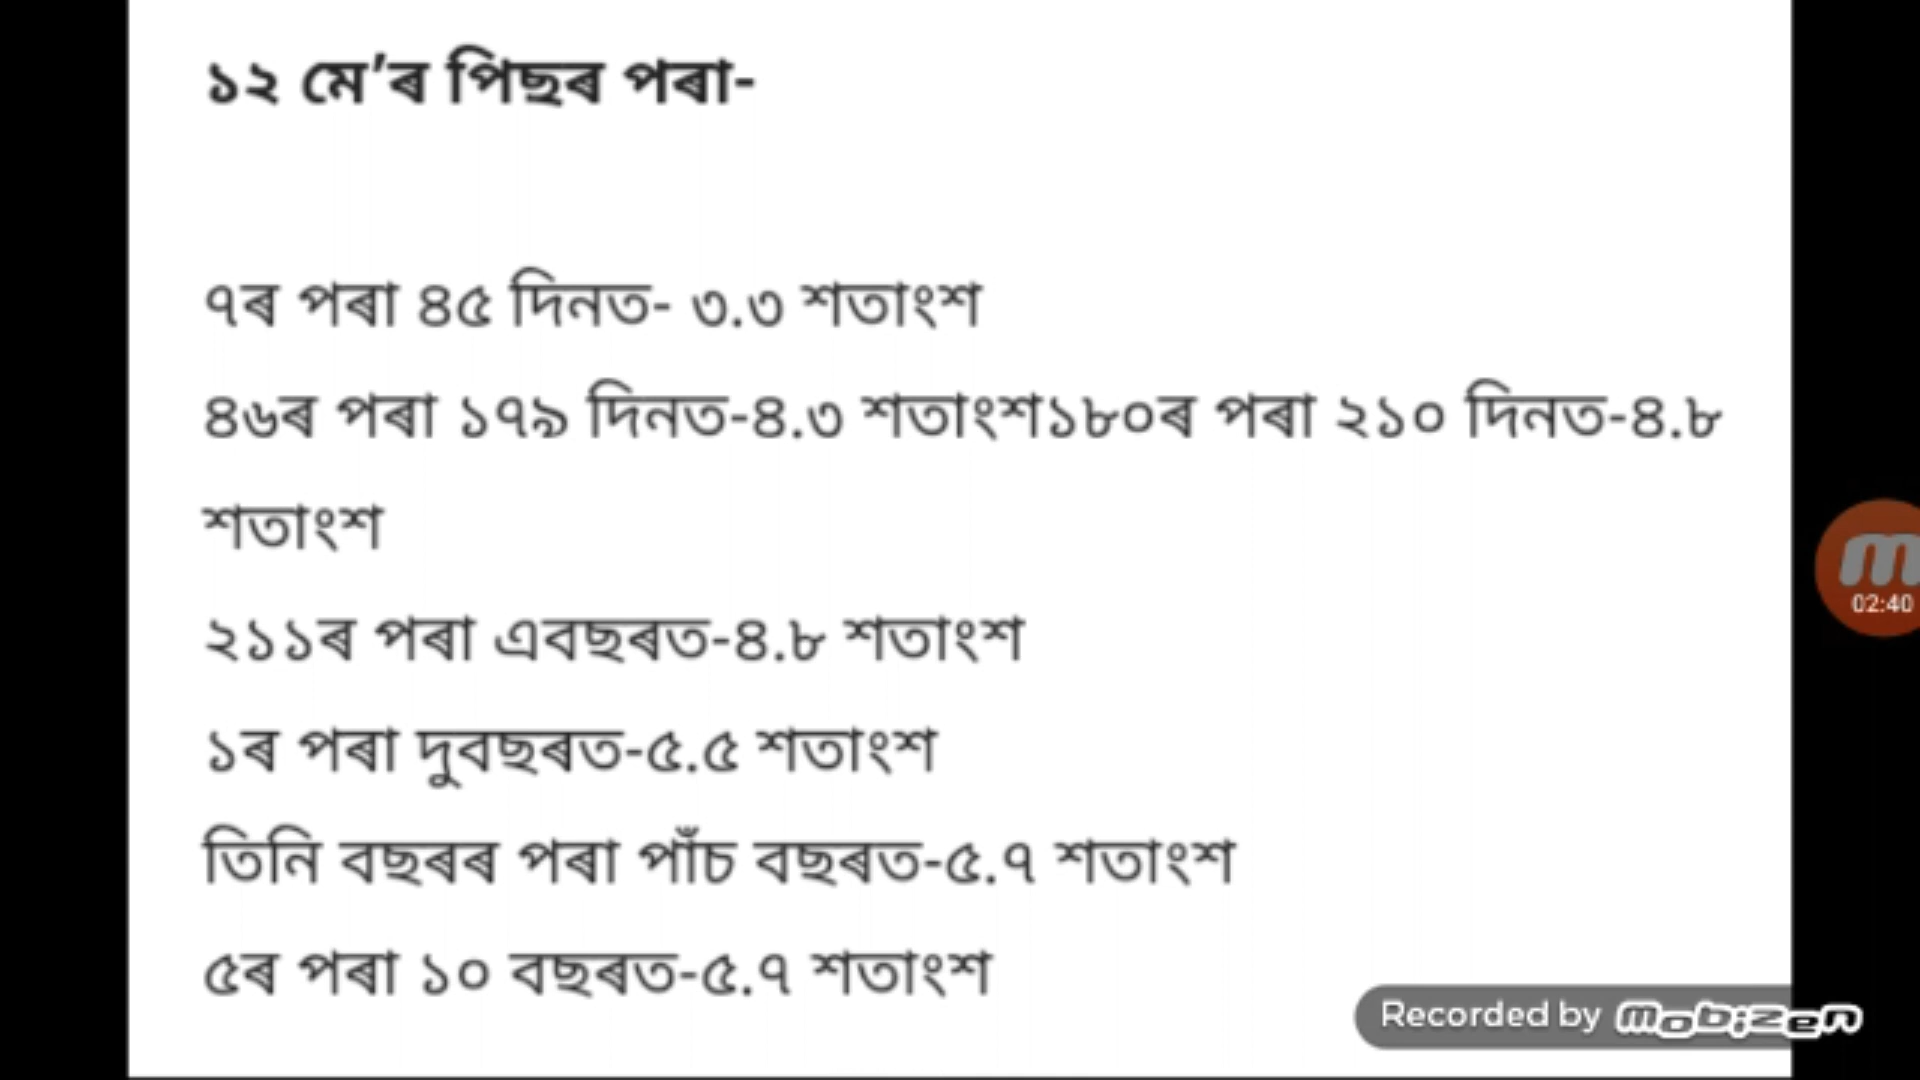 ১২ মে’ৰ পিছৰ পৰা-
৭ৰ পৰা ৪৫ দিনত- ৩.৩ শতাংশ
৪৬ৰ পৰা ১৭৯ দিনত-৪.৩ শতাংশ১৮০ৰ পৰা ২১০ দিনত-৪.৮
শতাংশ
২১১ৰ পৰা এবছৰত-৪.৮ শতাংশ
১ৰ পৰা দুবছৰত-৫.৫ শতাংশ
তিনি বছৰৰ পৰা পাঁচ বছৰত-৫.৭ শতাংশ
৫ৰ পৰা ১০ বছৰত-৫.৭ শতাংশ
m
02:40
Recorded by mobizen